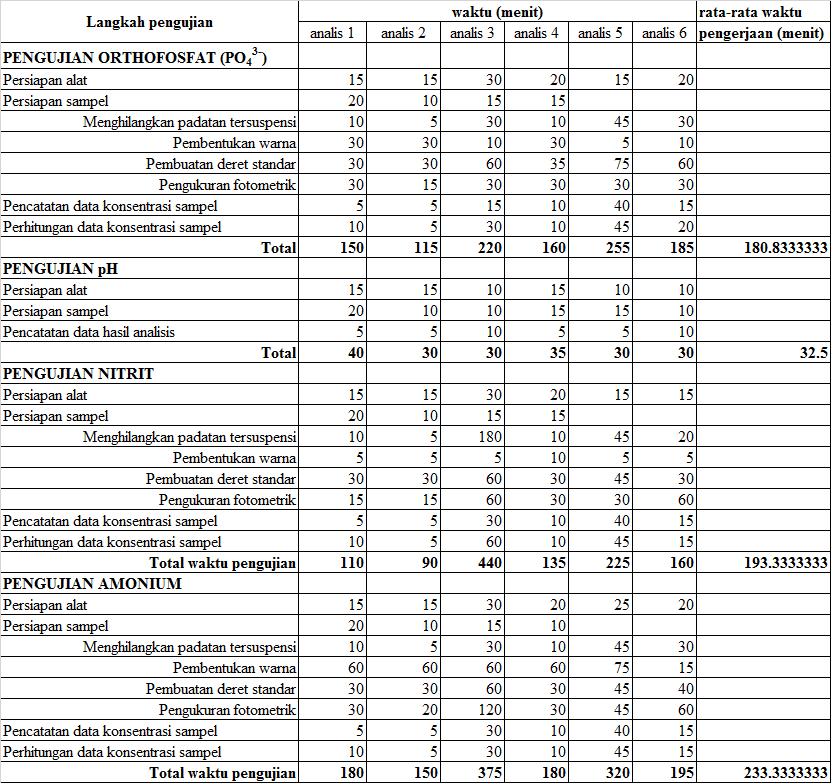 Langkah pengujian waktu (menit) rata-rata waktu pengerjaan (menit)
analis 1 analis 2 analis 3 analis 4 analis 5 analis 6
PENGUJIAN ORTHOFOSFAT (PO₄³⁻)
Persiapan alat 15 15 30 20 15 20
Persiapan sampel 20 10 15 15
Menghilangkan padatan tersuspensi 10 5 30 10 45 30
Pembentukan warna 30 30 10 30 5 10
Pembuatan deret standar 30 30 60 35 75 60
Pengukuran fotometrik 30 15 30 30 30 30
Pencatatan data konsentrasi sampel 5 5 15 10 40 15
Perhitungan data konsentrasi sampel 10 5 30 10 45 20
Total 150 115 220 160 255 185 180.8333333
PENGUJIAN pH
Persiapan alat 15 15 10 15 10 10
Persiapan sampel 20 10 10 15 15 10
Pencatatan data hasil analisis 5 5 10 5 5 10
Total 40 30 30 35 30 30 32.5
PENGUJIAN NITRIT
Persiapan alat 15 15 30 20 15 15
Persiapan sampel 20 10 15 15
Menghilangkan padatan tersuspensi 10 5 180 10 45 20
Pembentukan warna 5 5 5 10 5 5
Pembuatan deret standar 30 30 60 30 45 30
Pengukuran fotometrik 15 15 60 30 30 60
Pencatatan data konsentrasi sampel 5 5 30 10 40 15
Perhitungan data konsentrasi sampel 10 5 60 10 45 15
Total waktu pengujian 110 90 440 135 225 160 193.3333333
PENGUJIAN AMONIUM
Persiapan alat 15 15 30 20 25 20
Persiapan sampel 20 10 15 10
Menghilangkan padatan tersuspensi 10 5 30 10 45 30
Pembentukan warna 60 60 60 60 75 15
Pembuatan deret standar 30 30 60 30 45 40
Pengukuran fotometrik 30 20 120 30 45 60
Pencatatan data konsentrasi sampel 5 5 30 10 40 15
Perhitungan data konsentrasi sampel 10 5 30 10 45 15
Total waktu pengujian 180 150 375 180 320 195 233.3333333